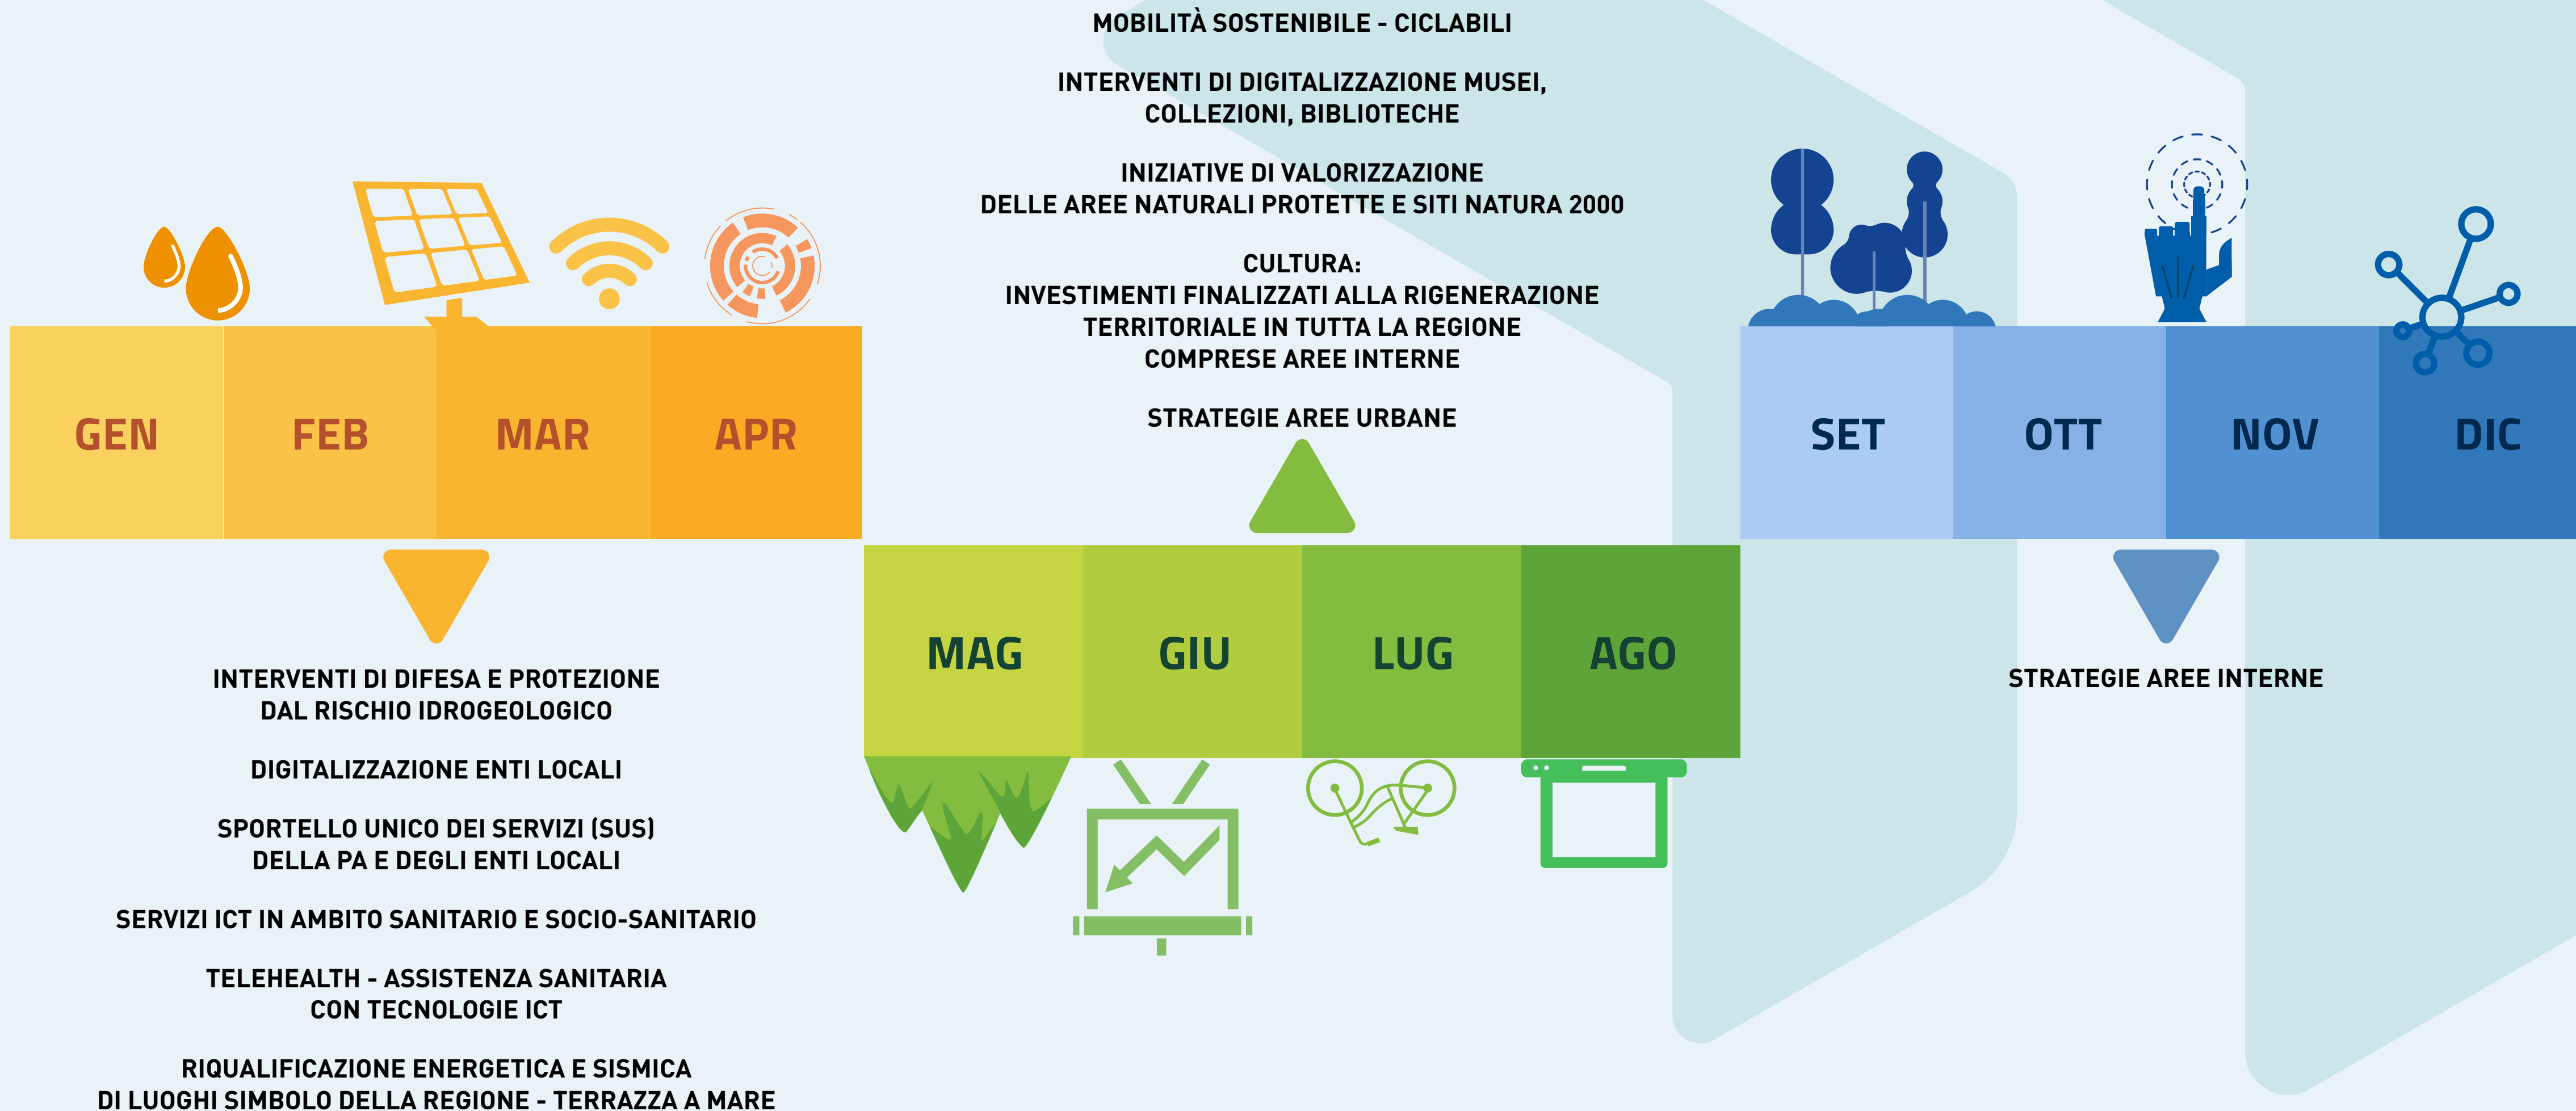 MOBILITÀ SOSTENIBILE - CICLABILI
INTERVENTI DI DIGITALIZZAZIONE MUSEI,
COLLEZIONI, BIBLIOTECHE
INIZIATIVE DI VALORIZZAZIONE
DELLE AREE NATURALI PROTETTE E SITI NATURA 2000
CULTURA:
INVESTIMENTI FINALIZZATI ALLA RIGENERAZIONE
TERRITORIALE IN TUTTA LA REGIONE
COMPRESE AREE INTERNE
STRATEGIE AREE URBANE
GEN
FEB
MAR
APR
MAG
GIU
LUG
AGO
SET
OTT
NOV
DIC
INTERVENTI DI DIFESA E PROTEZIONE
DAL RISCHIO IDROGEOLOGICO
DIGITALIZZAZIONE ENTI LOCALI
SPORTELLO UNICO DEI SERVIZI (SUS)
DELLA PA E DEGLI ENTI LOCALI
SERVIZI ICT IN AMBITO SANITARIO E SOCIO-SANITARIO
TELEHEALTH - ASSISTENZA SANITARIA
CON TECNOLOGIE ICT
RIQUALIFICAZIONE ENERGETICA E SISMICA
DI LUOGHI SIMBOLO DELLA REGIONE - TERRAZZA A MARE
STRATEGIE AREE INTERNE